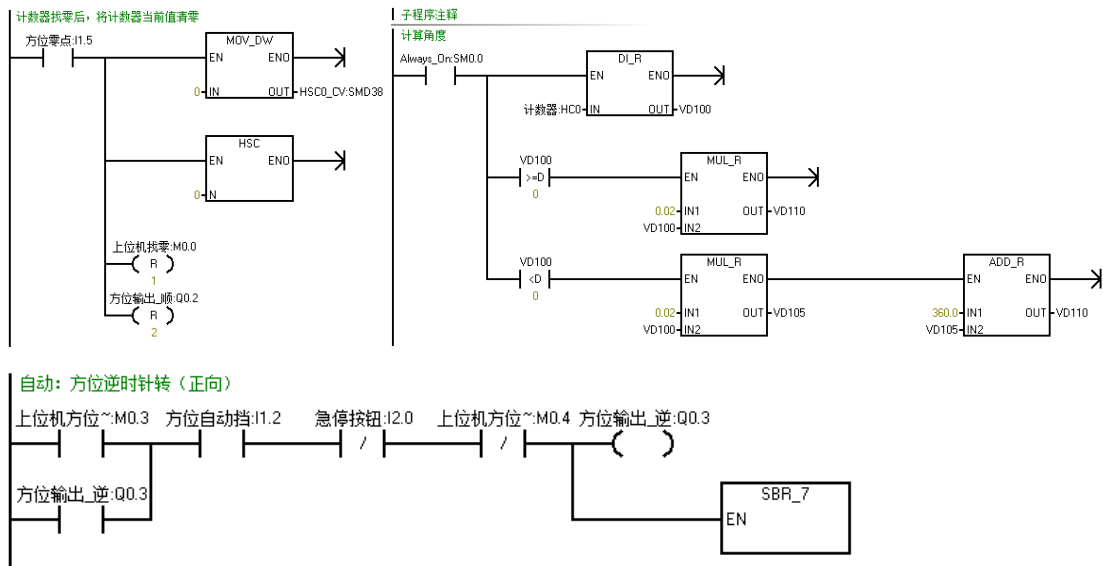 计数器找零后，将计数器当前值清零
方位零点:I1.5
MOV_DW
EN
ENO
0
IN
OUT
HSC0_CV:SMD38
HSC
EN
ENO
0
N
上位机找零:M0.0
R
1
方位输出_顺:Q0.2
R
2
子程序注释
计算角度
Always_On:SM0.0
DI_R
EN
ENO
计数器:HC0
IN
OUT
VD100
VD100
>=D
0
MUL_R
EN
ENO
0.02
IN1
OUT
VD110
VD100
IN2
VD100
<D
0
MUL_R
EN
ENO
0.02
IN1
OUT
VD105
VD100
IN2
ADD_R
EN
ENO
360.0
IN1
OUT
VD110
VD105
IN2
自动：方位逆时针转（正向）
上位机方位~:M0.3
方位自动挡:I1.2
急停按钮:I2.0
上位机方位~:M0.4
方位输出_逆:Q0.3
/
/
方位输出_逆:Q0.3
SBR_7
EN